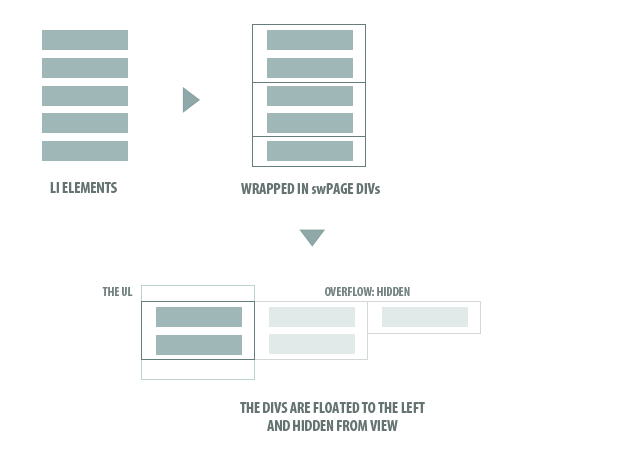 LI ELEMENTS
WRAPPED IN swPAGE DIVs
THE UL
OVERFLOW: HIDDEN
THE DIVS ARE FLOATED TO THE LEFT
AND HIDDEN FROM VIEW